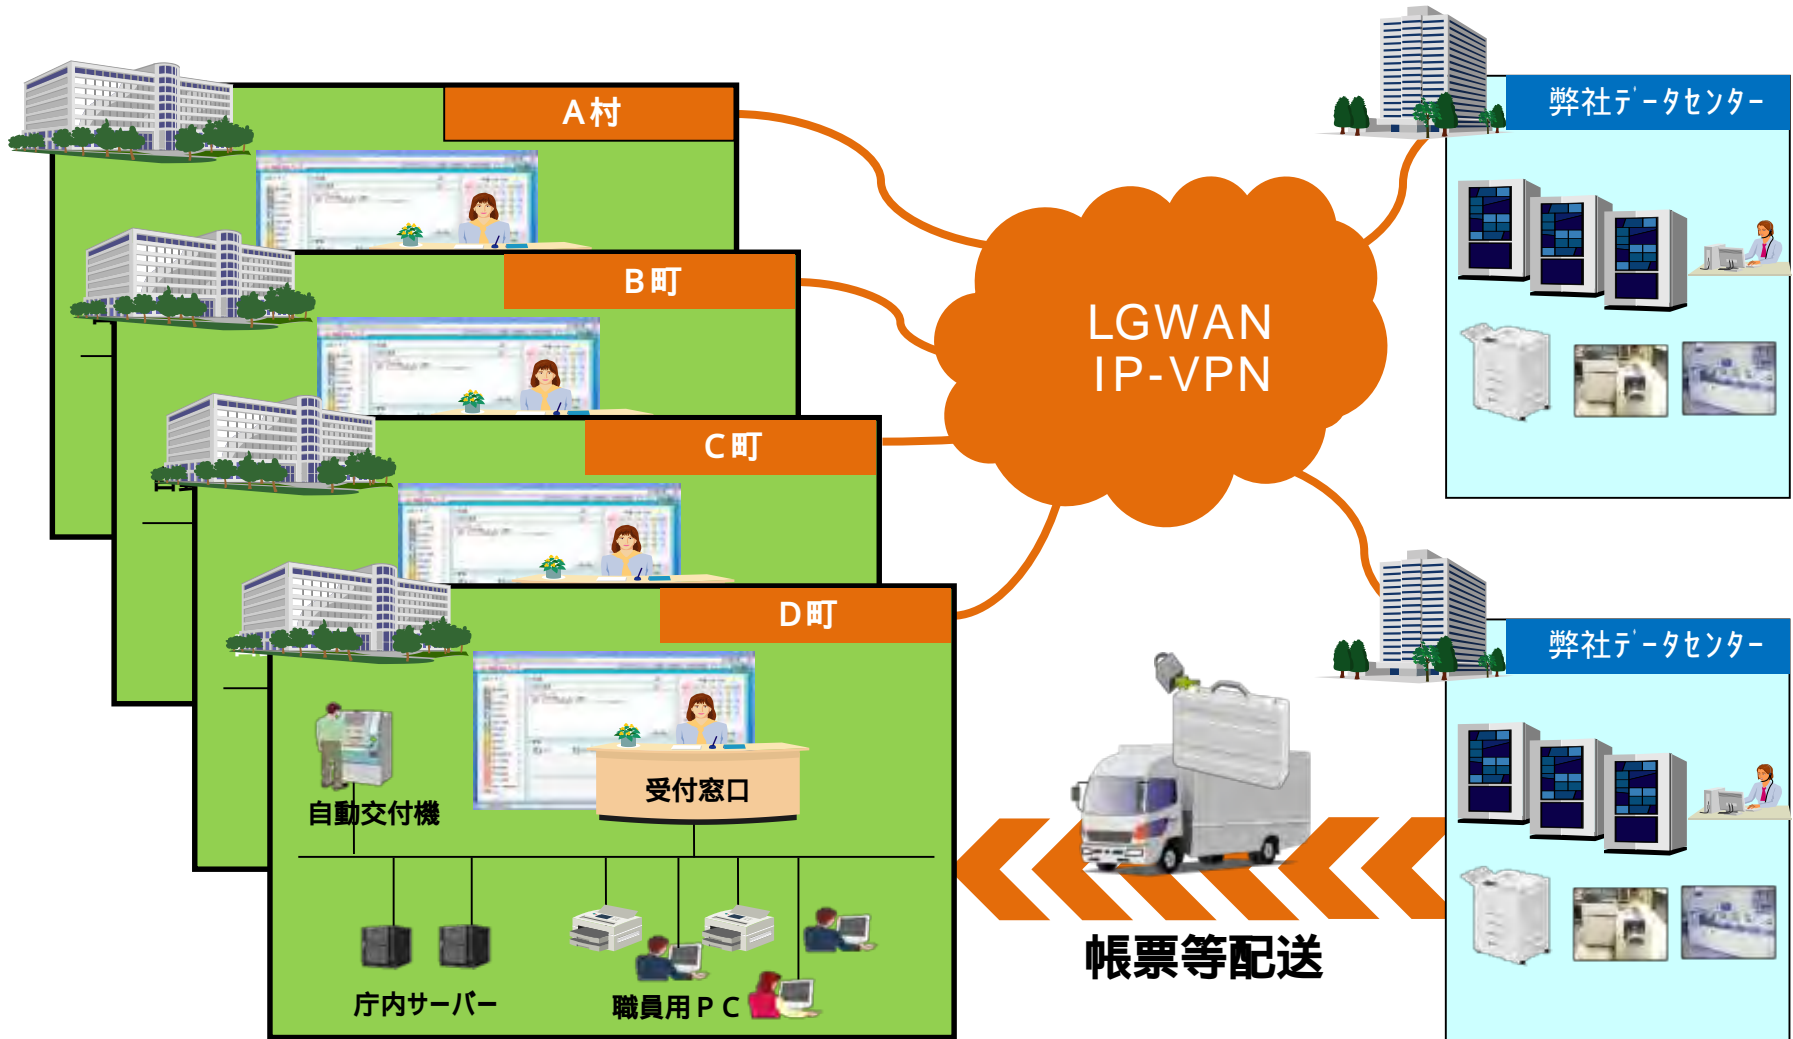 A村
弊社データセンター
B町
LGWAN
IP-VPN
C町
D町
弊社データセンター
受付窓口
自動交付機
帳票等配送
庁内サーバー
職員用PC